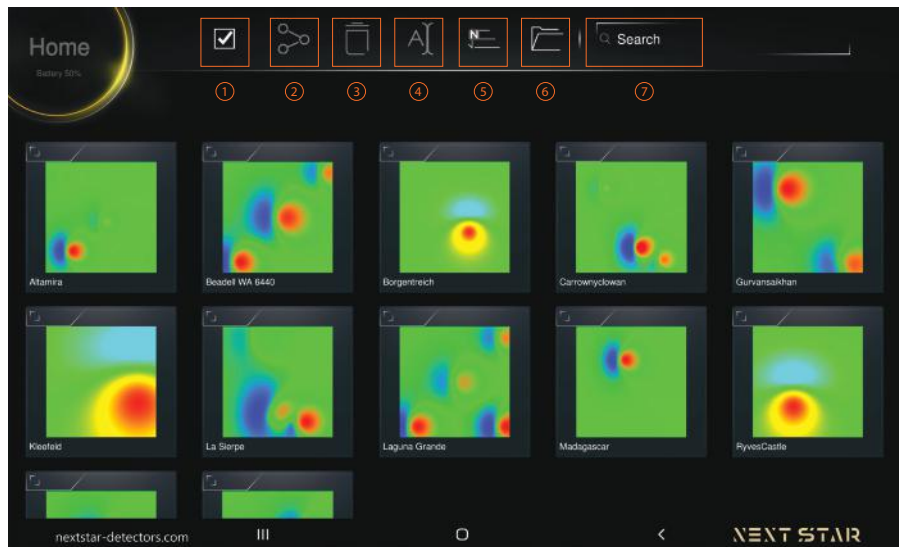 Home
Battery 50%
Search
① ② ③ ④ ⑤ ⑥ ⑦
Altamira
Beadell WA 6440
Borgentreich
Carrownyclowan
Gurvansaikhan
Kleefeld
La Sierpe
Laguna Grande
Madagascar
RyvesCastle
nextstar-detectors.com
NEXT STAR